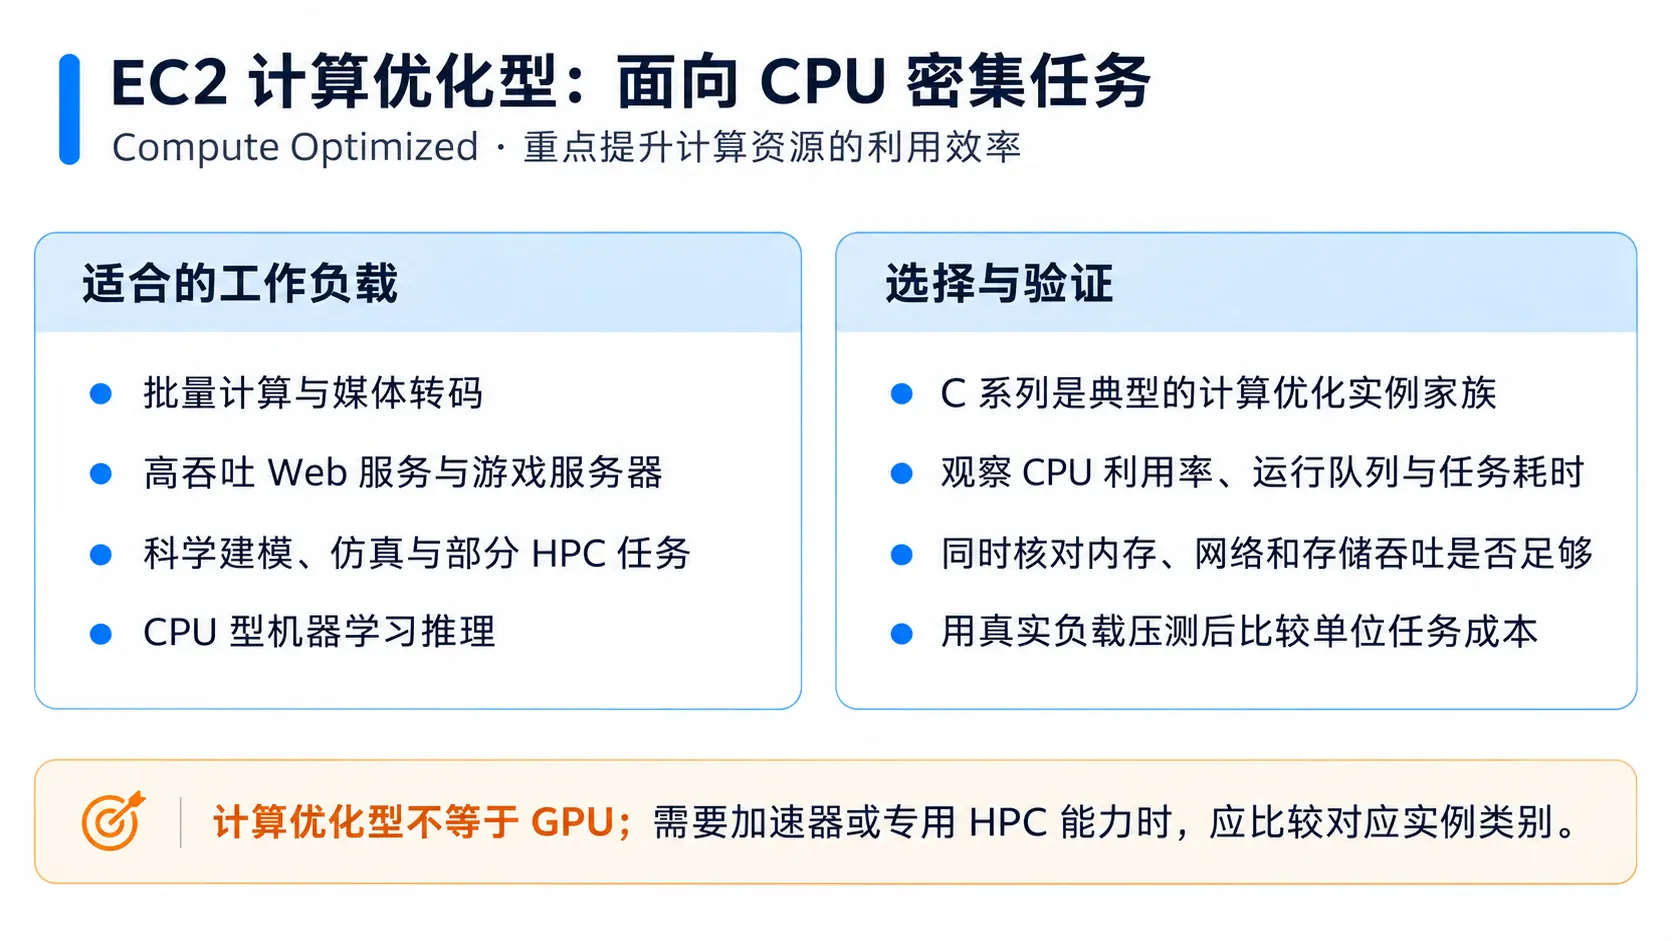 EC2 计算优化型：面向 CPU 密集任务
Compute Optimized · 重点提升计算资源的利用效率
适合的工作负载
批量计算与媒体转码
高吞吐 Web 服务与游戏服务器
科学建模、仿真与部分 HPC 任务
CPU 型机器学习推理
选择与验证
C 系列是典型的计算优化实例家族
观察 CPU 利用率、运行队列与任务耗时
同时核对内存、网络和存储吞吐是否足够
用真实负载压测后比较单位任务成本
计算优化型不等于 GPU；需要加速器或专用 HPC 能力时，应比较对应实例类别。